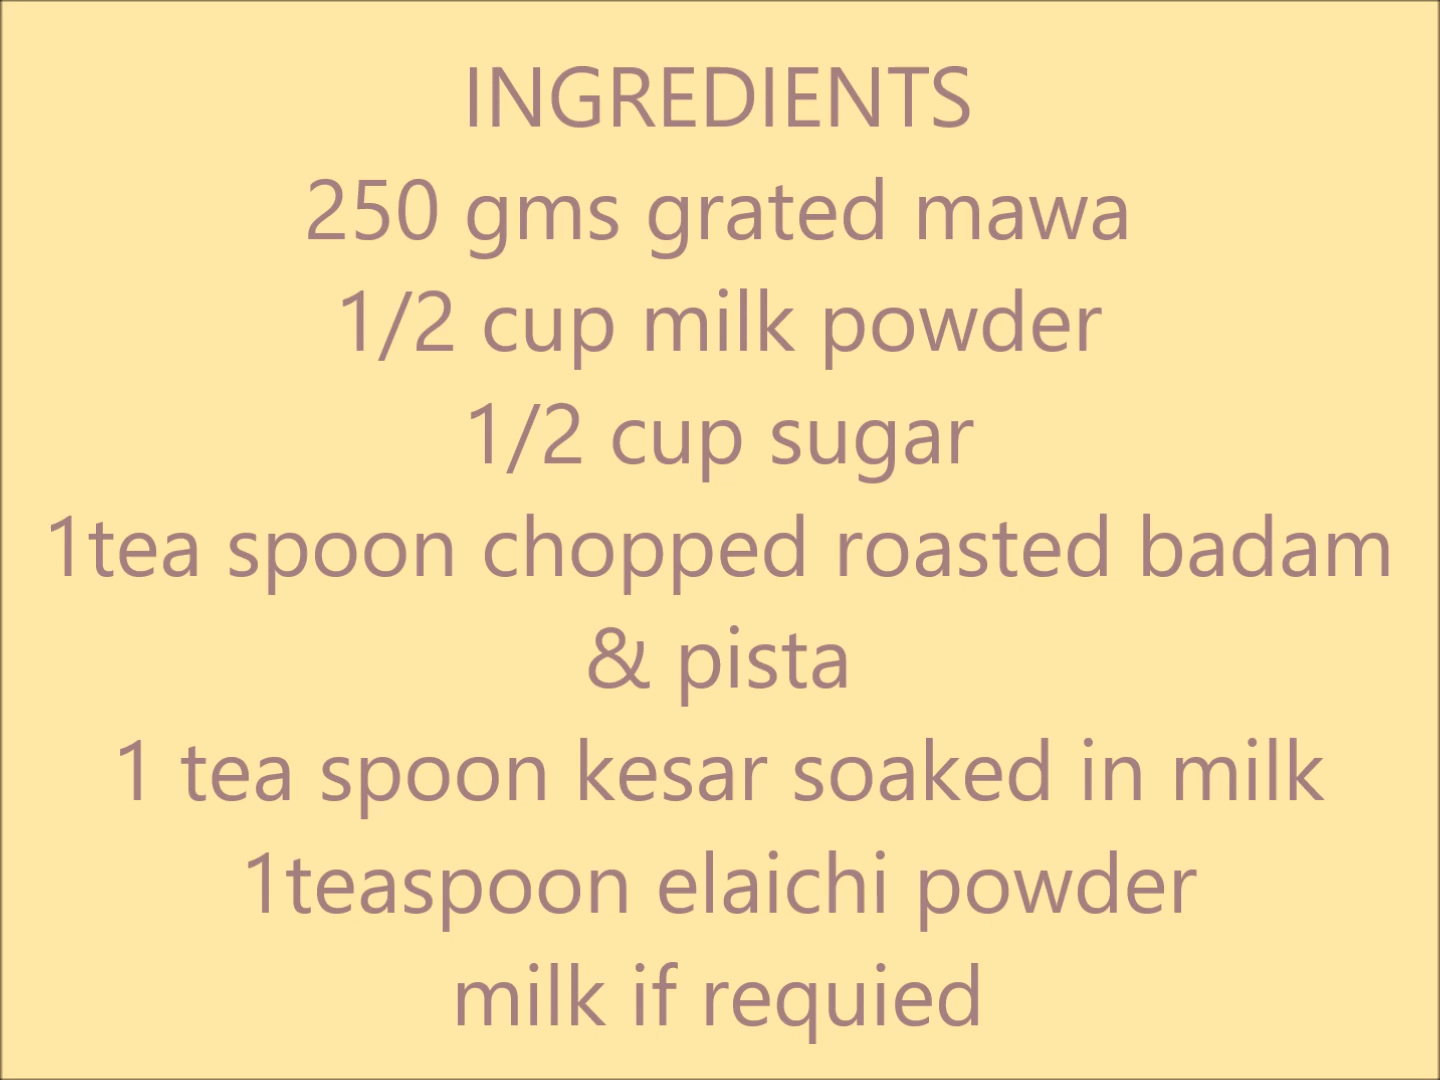 INGREDIENTS
250 gms grated mawa
1/2 cup milk powder
1/2 cup sugar
1tea spoon chopped roasted badam
& pista
1 tea spoon kesar soaked in milk
1teaspoon elaichi powder
milk if requied